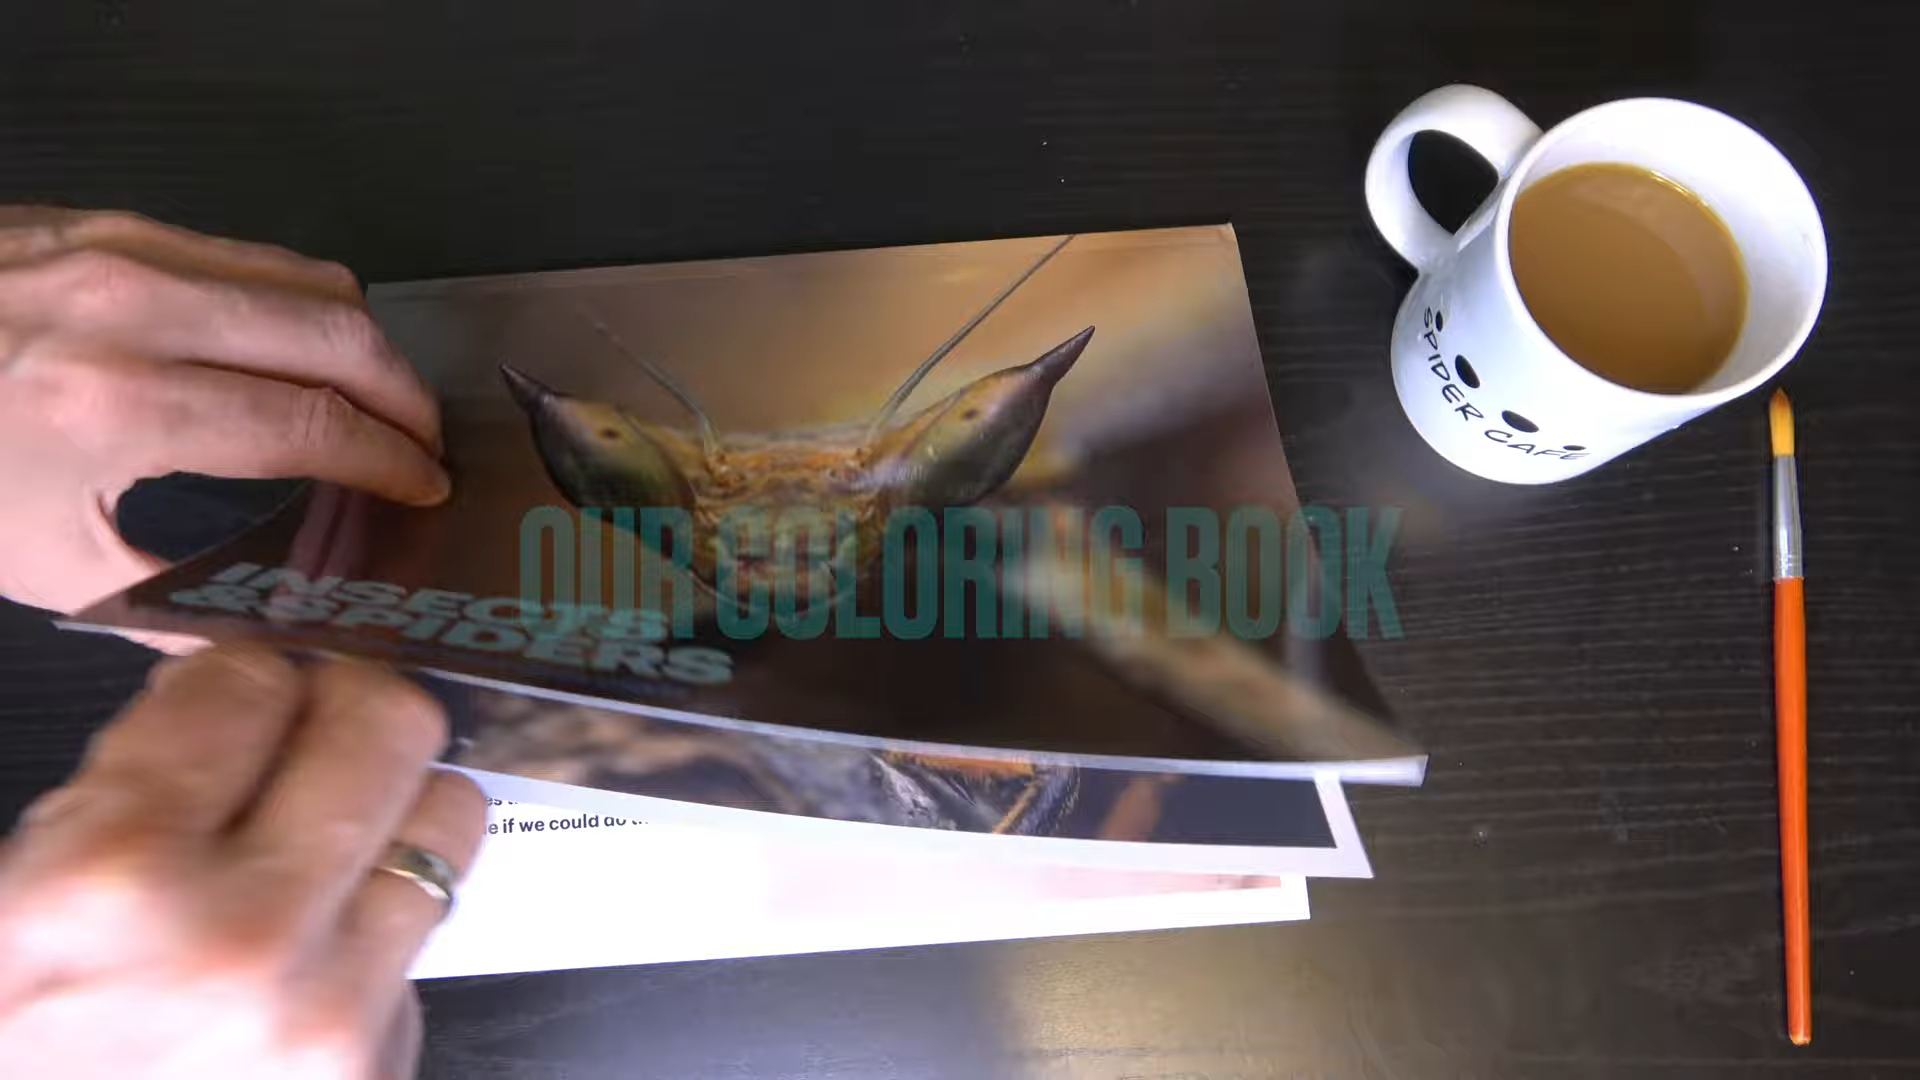 SPIDER CAFE
OUR COLORING BOOK
INSECTS
&SPIDERS
e if we could do